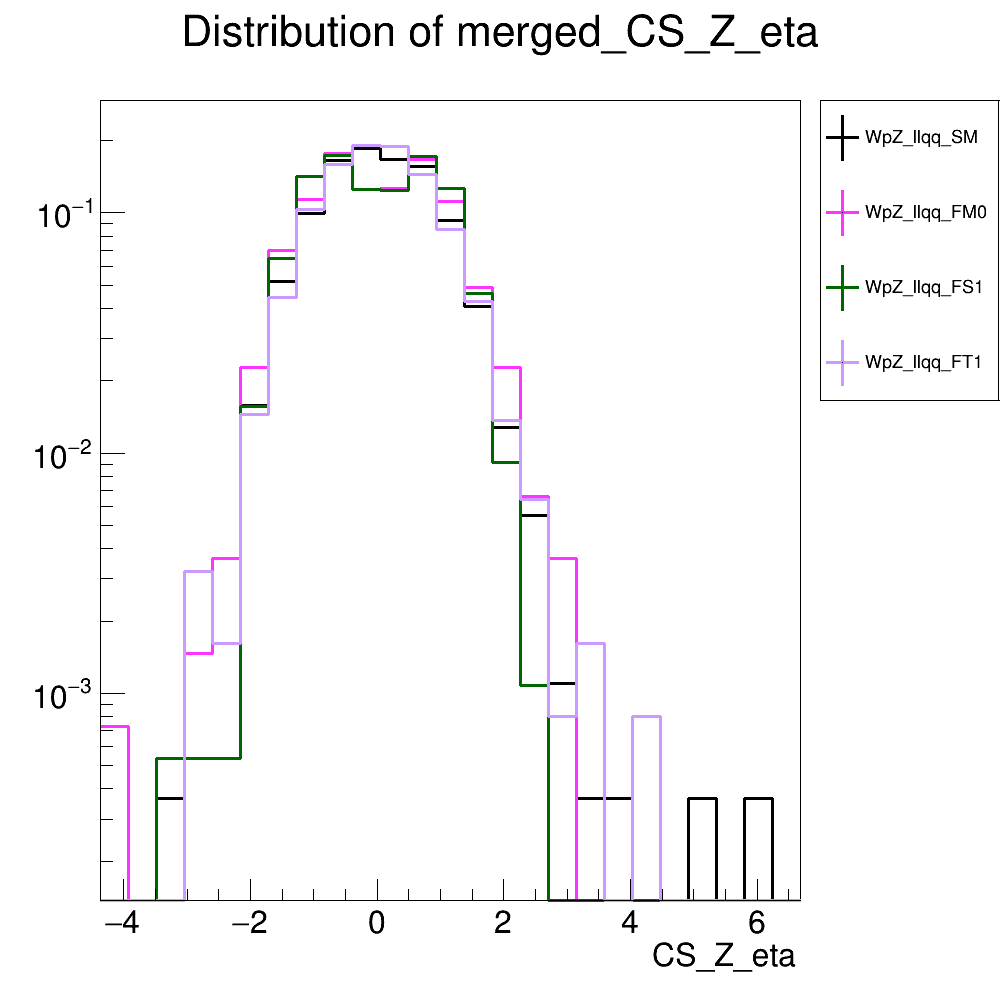 Distribution of merged_CS_Z_eta
WpZ_llqq_SM
WpZ_llqq_FM0
WpZ_llqq_FS1
WpZ_llqq_FT1
10⁻¹
10⁻²
10⁻³
−4 −2 0 2 4 6
CS_Z_eta